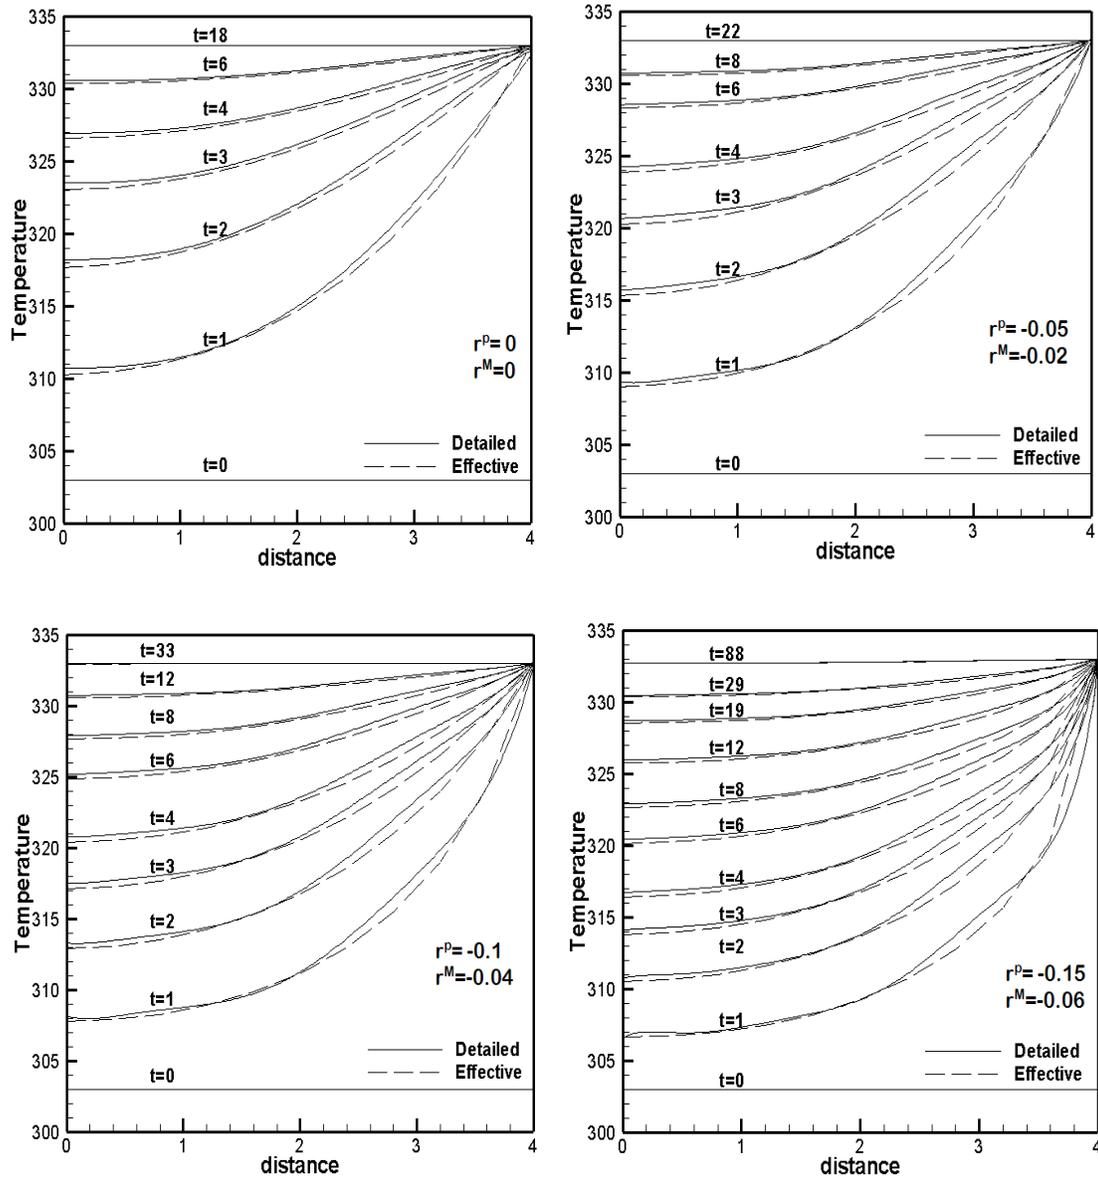 335
330
325
320
315
310
305
300
Temperature
t=18
t=6
t=4
t=3
t=2
t=1
t=0
r^p= 0
r^M=0
Detailed
Effective
0 1 2 3 4
distance
335
330
325
320
315
310
305
300
Temperature
t=22
t=8
t=6
t=4
t=3
t=2
t=1
t=0
r^p= -0.05
r^M=-0.02
Detailed
Effective
0 1 2 3 4
distance
335
330
325
320
315
310
305
300
Temperature
t=33
t=12
t=8
t=6
t=4
t=3
t=2
t=1
t=0
r^p= -0.1
r^M=-0.04
Detailed
Effective
0 1 2 3 4
distance
335
330
325
320
315
310
305
300
Temperature
t=88
t=29
t=19
t=12
t=8
t=6
t=4
t=3
t=2
t=1
t=0
r^p= -0.15
r^M=-0.06
Detailed
Effective
0 1 2 3 4
distance